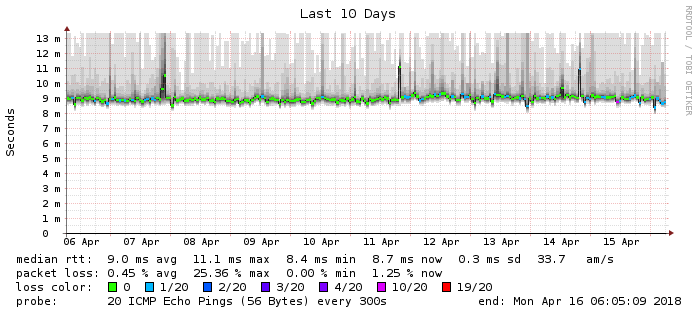 Last 10 Days
RRDTOOL / TOBI OETIKER
Seconds
13 m
12 m
11 m
10 m
9 m
8 m
7 m
6 m
5 m
4 m
3 m
2 m
1 m
0
06 Apr 07 Apr 08 Apr 09 Apr 10 Apr 11 Apr 12 Apr 13 Apr 14 Apr 15 Apr
median rtt: 9.0 ms avg 11.1 ms max 8.4 ms min 8.7 ms now 0.3 ms sd 33.7 am/s
packet loss: 0.45 % avg 25.36 % max 0.00 % min 1.25 % now
loss color: 0 1/20 2/20 3/20 4/20 10/20 19/20
probe: 20 ICMP Echo Pings (56 Bytes) every 300s end: Mon Apr 16 06:05:09 2018